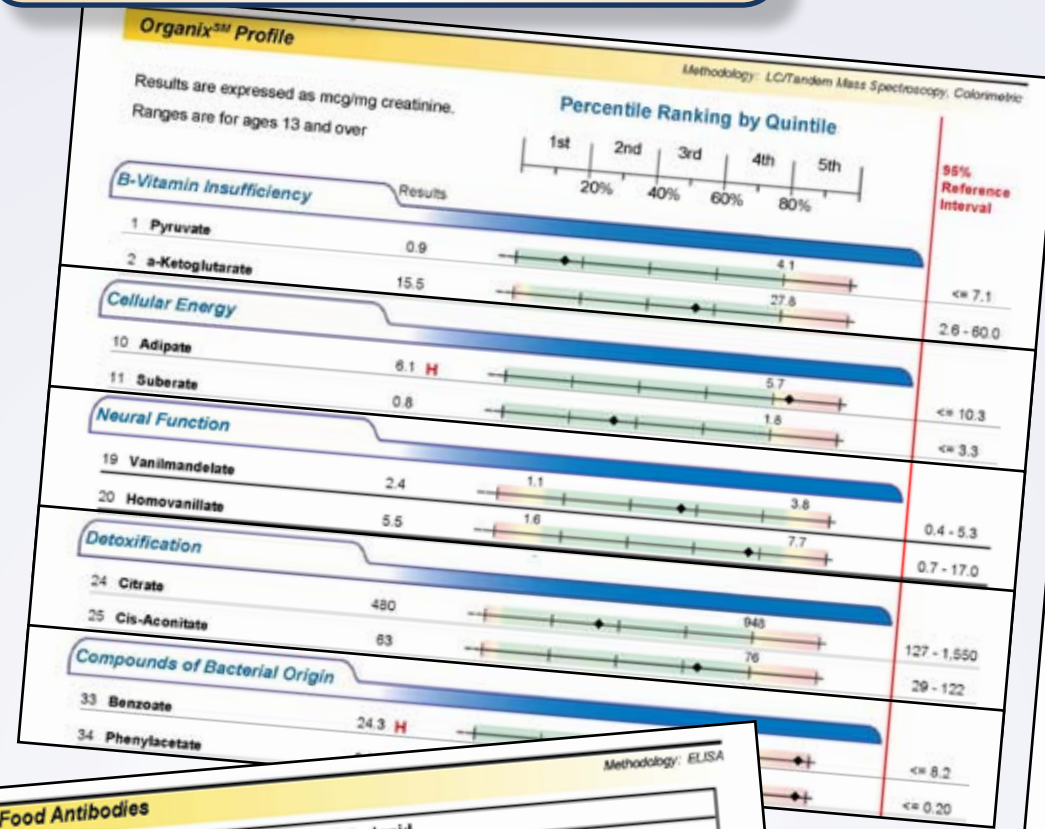 Organix℠ Profile
Methodology: LC/Tandem Mass Spectroscopy, Colorimetric
Results are expressed as mcg/mg creatinine.
Ranges are for ages 13 and over
Percentile Ranking by Quintile
1st 2nd 3rd 4th 5th
20% 40% 60% 80%
95%
Reference
Interval
B-Vitamin Insufficiency Results
1 Pyruvate 0.9 4.1 <= 7.1
2 a-Ketoglutarate 15.5 27.8 2.6 - 60.0
Cellular Energy
10 Adipate 6.1 H 5.7 <= 10.3
11 Suberate 0.8 1.8 <= 3.3
Neural Function
19 Vanilmandelate 2.4 1.1 3.8 0.4 - 5.3
20 Homovanillate 5.5 1.6 7.7 0.7 - 17.0
Detoxification
24 Citrate 480 948 127 - 1,550
25 Cis-Aconitate 63 76 29 - 122
Compounds of Bacterial Origin
33 Benzoate 24.3 H <= 8.2
34 Phenylacetate <= 0.20
Methodology: ELISA
Food Antibodies